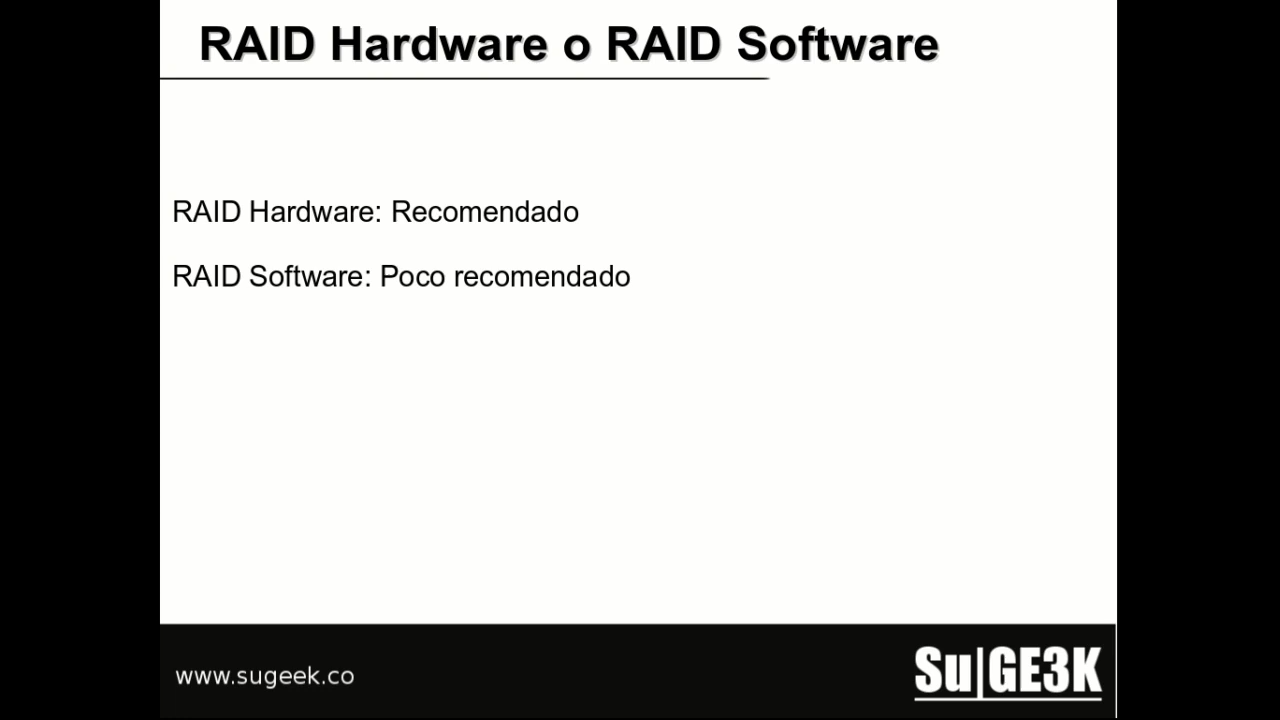 RAID Hardware o RAID Software
RAID Hardware: Recomendado
RAID Software: Poco recomendado
www.sugeek.co
Su|GE3K